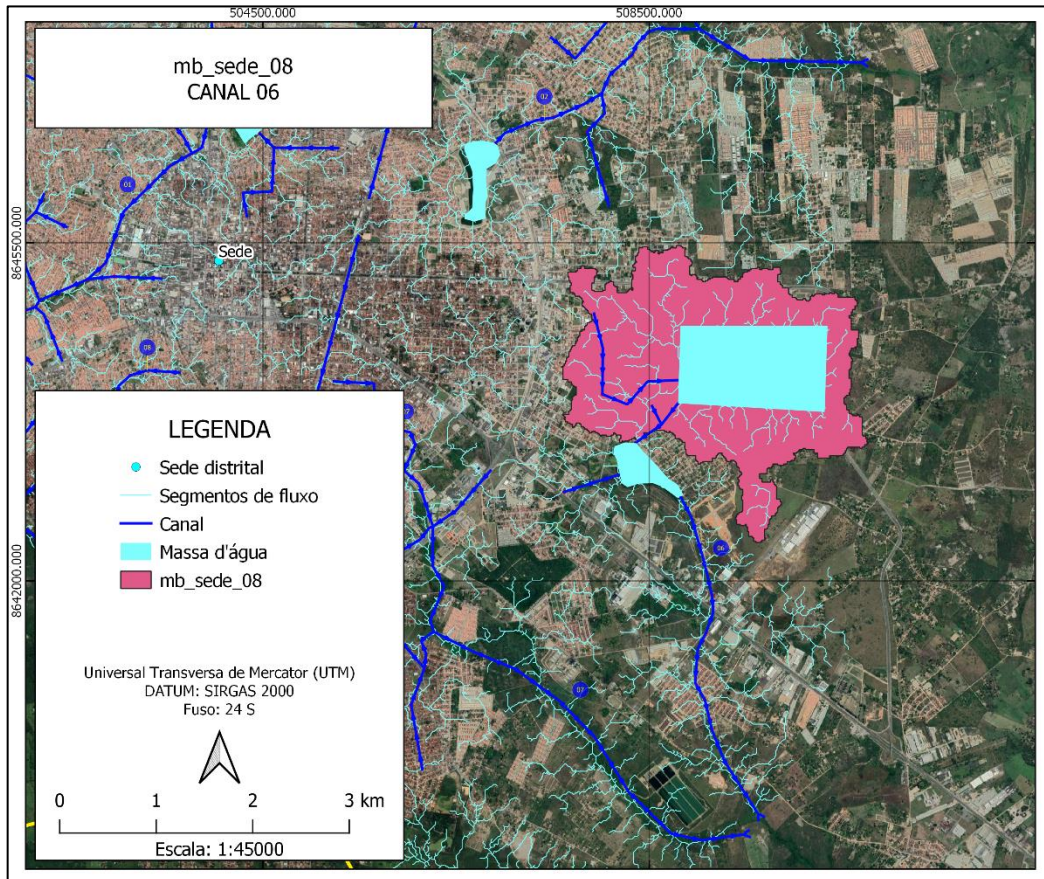 504500.000
508500.000
mb_sede_08
CANAL 06
02
01
8645500.000
Sede
08
07
LEGENDA
Sede distrital
Segmentos de fluxo
Canal
Massa d'água
mb_sede_08
06
8642000.000
Universal Transversa de Mercator (UTM)
DATUM: SIRGAS 2000
Fuso: 24 S
07
0 1 2 3 km
Escala: 1:45000